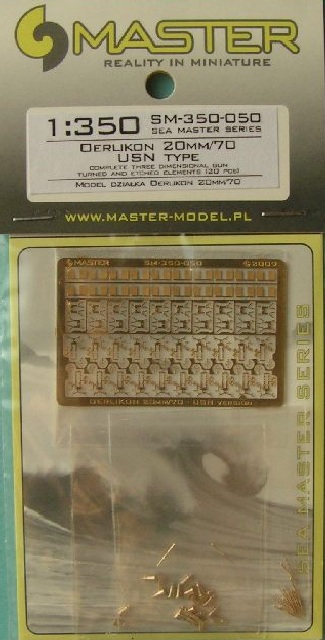 MASTER
REALITY IN MINIATURE
1:350 SM-350-050
SEA MASTER SERIES
OERLIKON 20MM/70
USN TYPE
COMPLETE THREE DIMENSIONAL GUN
TURNED AND ETCHED ELEMENTS (20 PCS)
MODEL DZIAŁKA OERLIKON 20MM/70
WWW.MASTER-MODEL.PL
MASTER SM-350-050 ©2009
OERLIKON 20MM/70 - USN VERSION
SEA MASTER SERIES